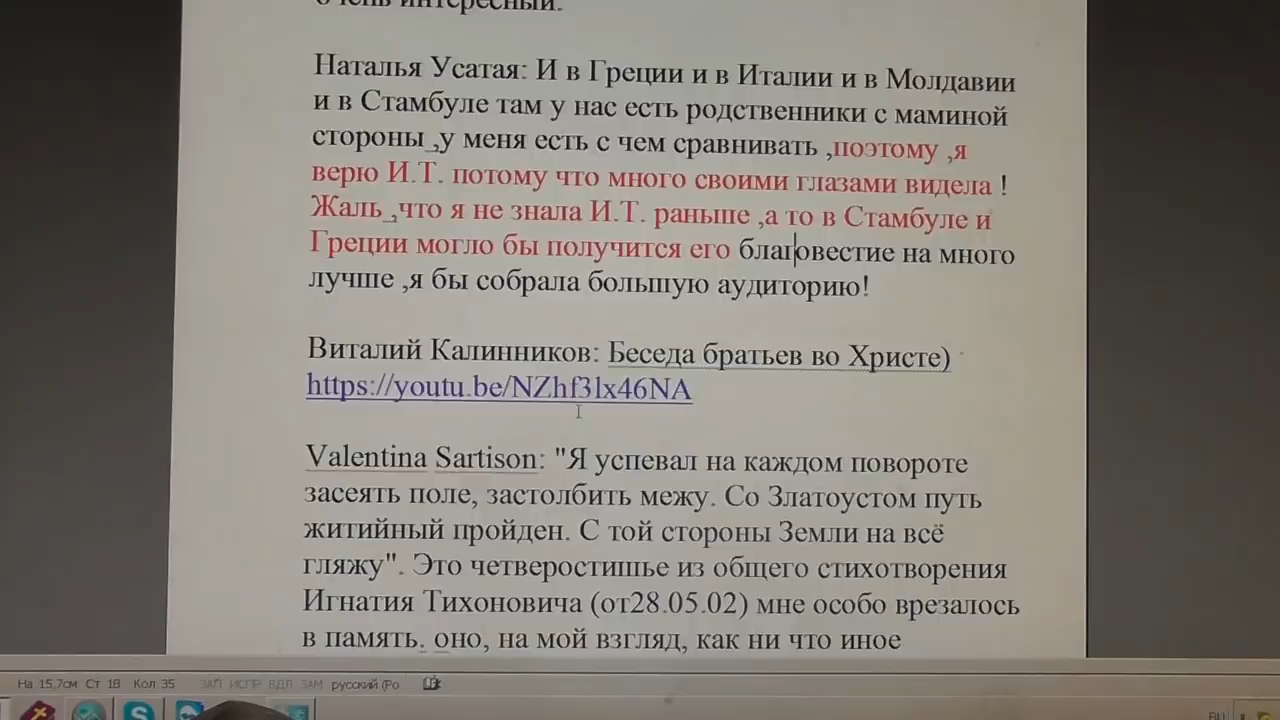 очень интересный.
Наталья Усатая: И в Греции и в Италии и в Молдавии
и в Стамбуле там у нас есть родственники с маминой
стороны ,у меня есть с чем сравнивать ,поэтому ,я
верю И.Т. потому что много своими глазами видела !
Жаль ,что я не знала И.Т. раньше ,а то в Стамбуле и
Греции могло бы получится его благовестие на много
лучше ,я бы собрала большую аудиторию!
Виталий Калинников: Беседа братьев во Христе)
https://youtu.be/NZhf3lx46NA
Valentina Sartison: "Я успевал на каждом повороте
засеять поле, застолбить межу. Со Златоустом путь
житийный пройден. С той стороны Земли на всё
гляжу". Это четверостишье из общего стихотворения
Игнатия Тихоновича (от28.05.02) мне особо врезалось
в память. оно, на мой взгляд, как ни что иное
На 15,7см Ст 18 Кол 35 ЗАП ИСПР ВДЛ ЗАМ русский (Ро
RU